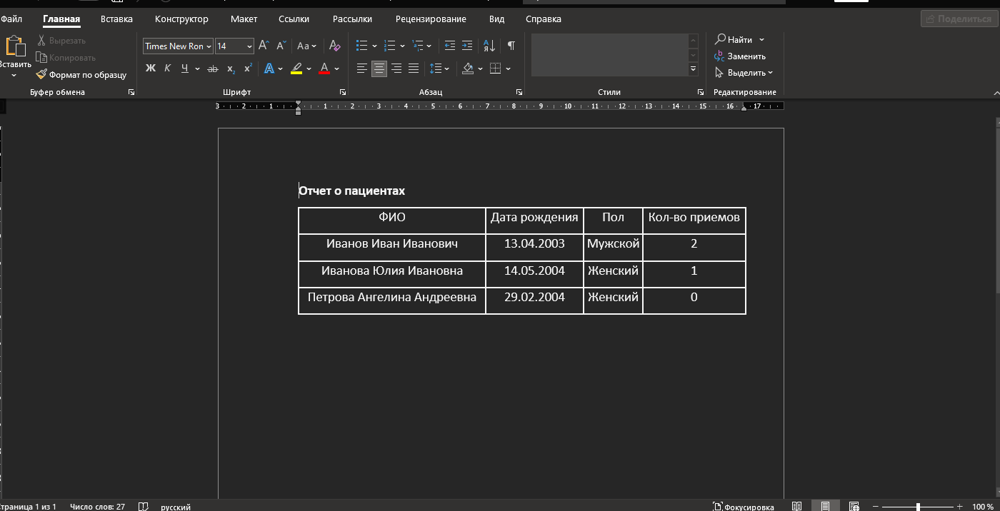 Файл Главная Вставка Конструктор Макет Ссылки Рассылки Рецензирование Вид Справка Поделиться
Вставить
Вырезать
Копировать
Формат по образцу
Буфер обмена
Times New Ron 14 Aa
Ж К Ч ab x₂ x² A A
Шрифт
Абзац
Стили
Найти
Заменить
Выделить
Редактирование
3 2 1 1 2 3 4 5 6 7 8 9 10 11 12 13 14 15 16 17
Отчет о пациентах
ФИО Дата рождения Пол Кол-во приемов
Иванов Иван Иванович 13.04.2003 Мужской 2
Иванова Юлия Ивановна 14.05.2004 Женский 1
Петрова Ангелина Андреевна 29.02.2004 Женский 0
Страница 1 из 1 Число слов: 27 русский Фокусировка 100 %